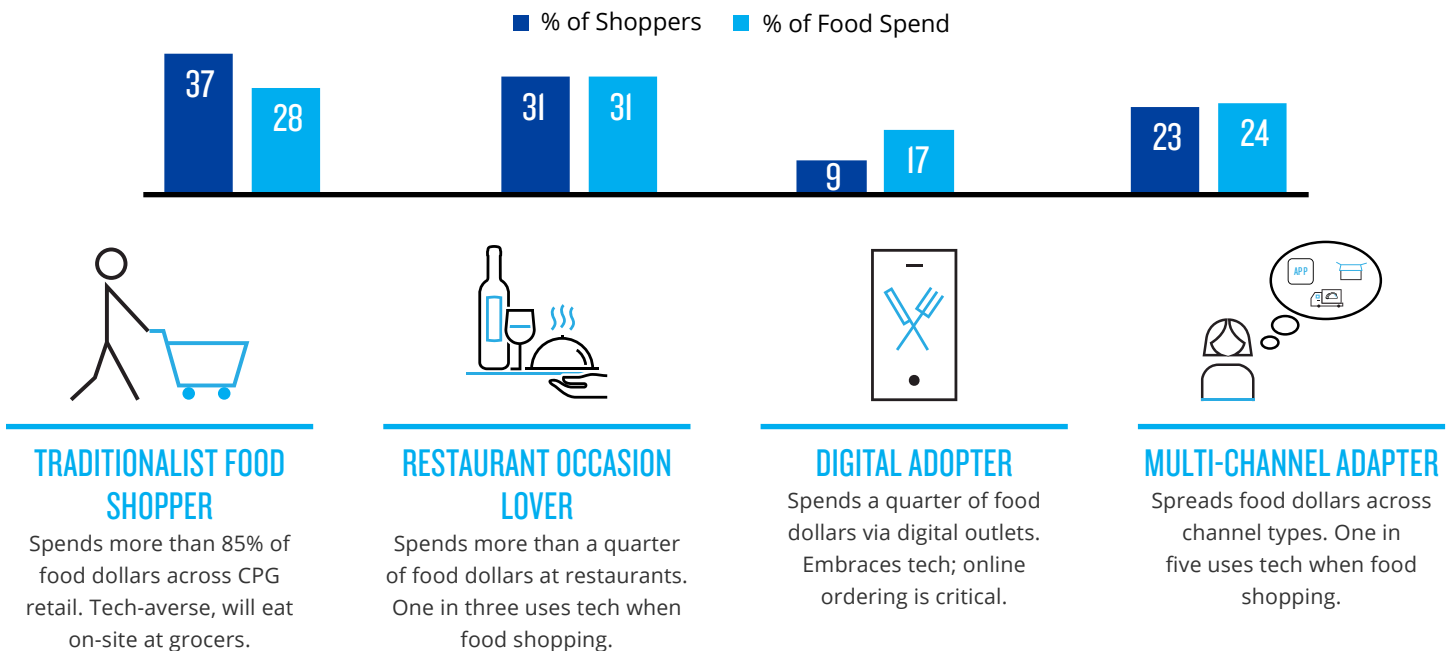 % of Shoppers % of Food Spend
37 28 31 31 9 17 23 24
APP
TRADITIONALIST FOOD
SHOPPER
Spends more than 85% of
food dollars across CPG
retail. Tech-averse, will eat
on-site at grocers.
RESTAURANT OCCASION
LOVER
Spends more than a quarter
of food dollars at restaurants.
One in three uses tech when
food shopping.
DIGITAL ADOPTER
Spends a quarter of food
dollars via digital outlets.
Embraces tech; online
ordering is critical.
MULTI-CHANNEL ADAPTER
Spreads food dollars across
channel types. One in
five uses tech when food
shopping.